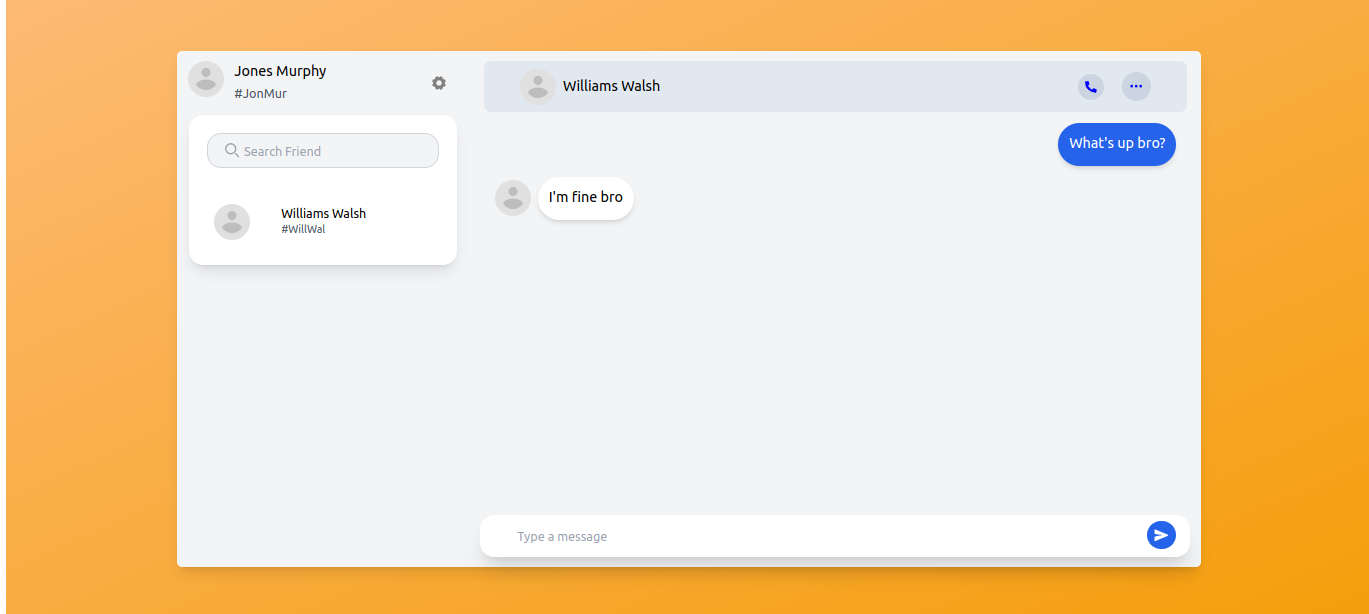 Jones Murphy
#JonMur
Search Friend
Williams Walsh
#WillWal
Williams Walsh
What's up bro?
I'm fine bro
Type a message